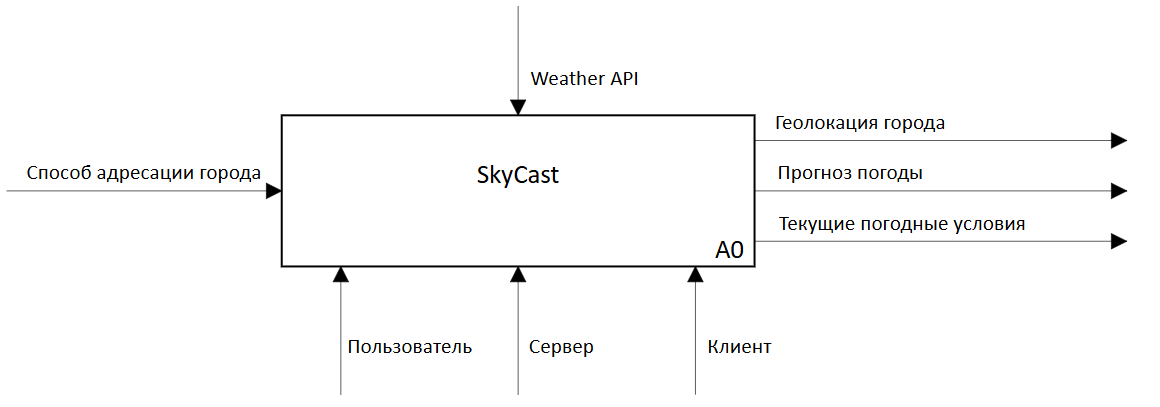 Weather API
Геолокация города
Способ адресации города
SkyCast
Прогноз погоды
Текущие погодные условия
A0
Пользователь
Сервер
Клиент